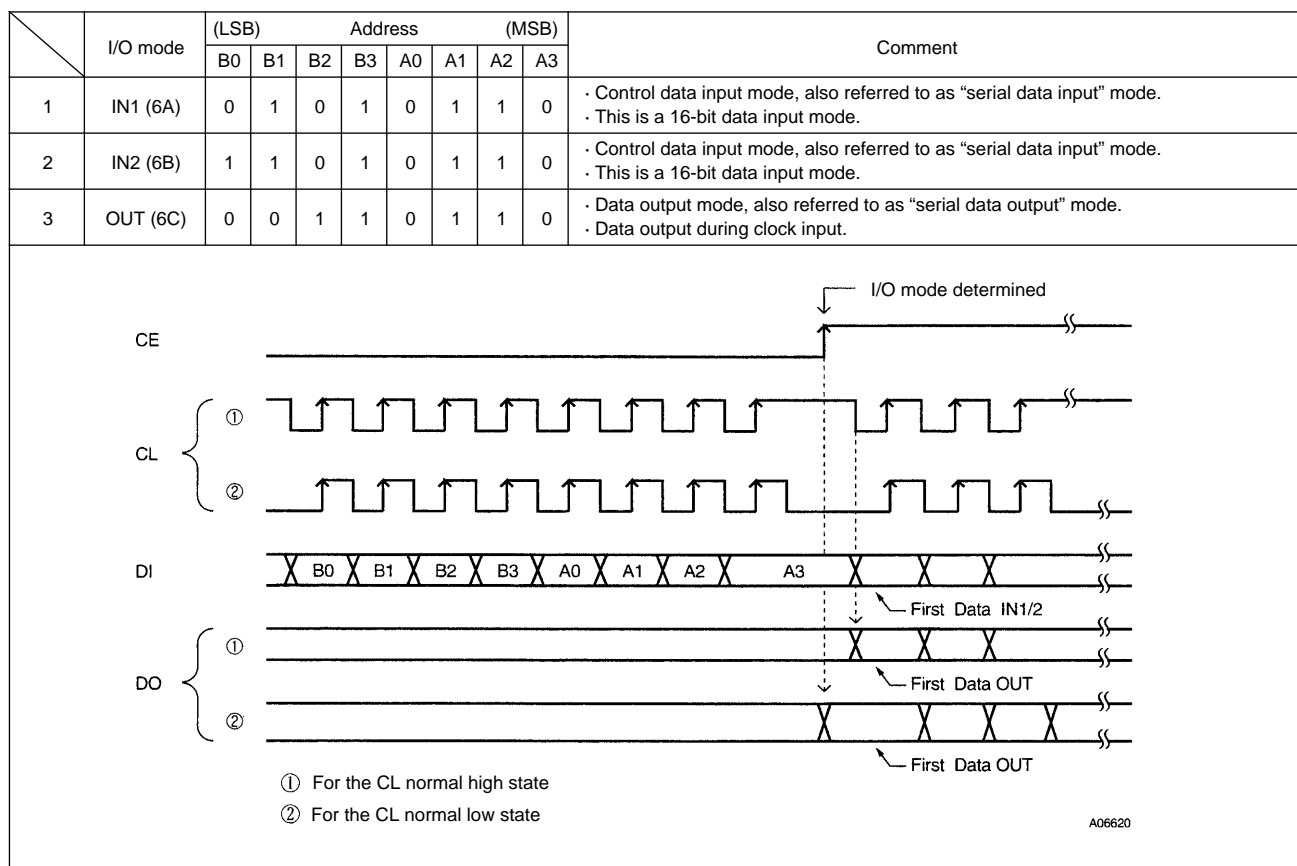 I/O mode
(LSB) Address (MSB)
Comment
B0 B1 B2 B3 A0 A1 A2 A3
1 IN1 (6A) 0 1 0 1 0 1 1 0
· Control data input mode, also referred to as “serial data input” mode.
· This is a 16-bit data input mode.
2 IN2 (6B) 1 1 0 1 0 1 1 0
· Control data input mode, also referred to as “serial data input” mode.
· This is a 16-bit data input mode.
3 OUT (6C) 0 0 1 1 0 1 1 0
· Data output mode, also referred to as “serial data output” mode.
· Data output during clock input.
I/O mode determined
CE
①
CL
②
DI B0 B1 B2 B3 A0 A1 A2 A3
First Data IN1/2
①
DO
First Data OUT
②
First Data OUT
① For the CL normal high state
② For the CL normal low state
A06620